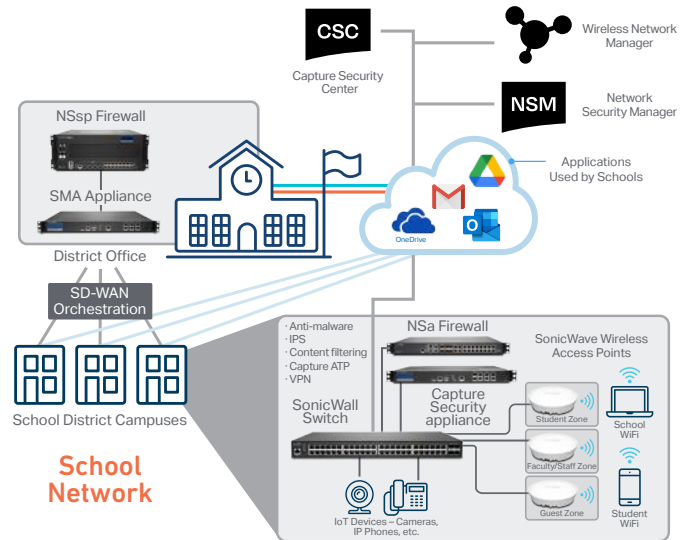 CSC
Capture Security
Center
Wireless Network
Manager
NSM
Network
Security Manager
NSsp Firewall
SMA Appliance
District Office
SD-WAN
Orchestration
School District Campuses
Applications
Used by Schools
OneDrive
O
· Anti-malware
· IPS
· Content filtering
· Capture ATP
· VPN
NSa Firewall
SonicWave Wireless
Access Points
SonicWall
Switch
Capture
Security
appliance
Student Zone
School
WiFi
Faculty/Staff Zone
Guest Zone
Student
WiFi
IoT Devices – Cameras,
IP Phones, etc.
School
Network